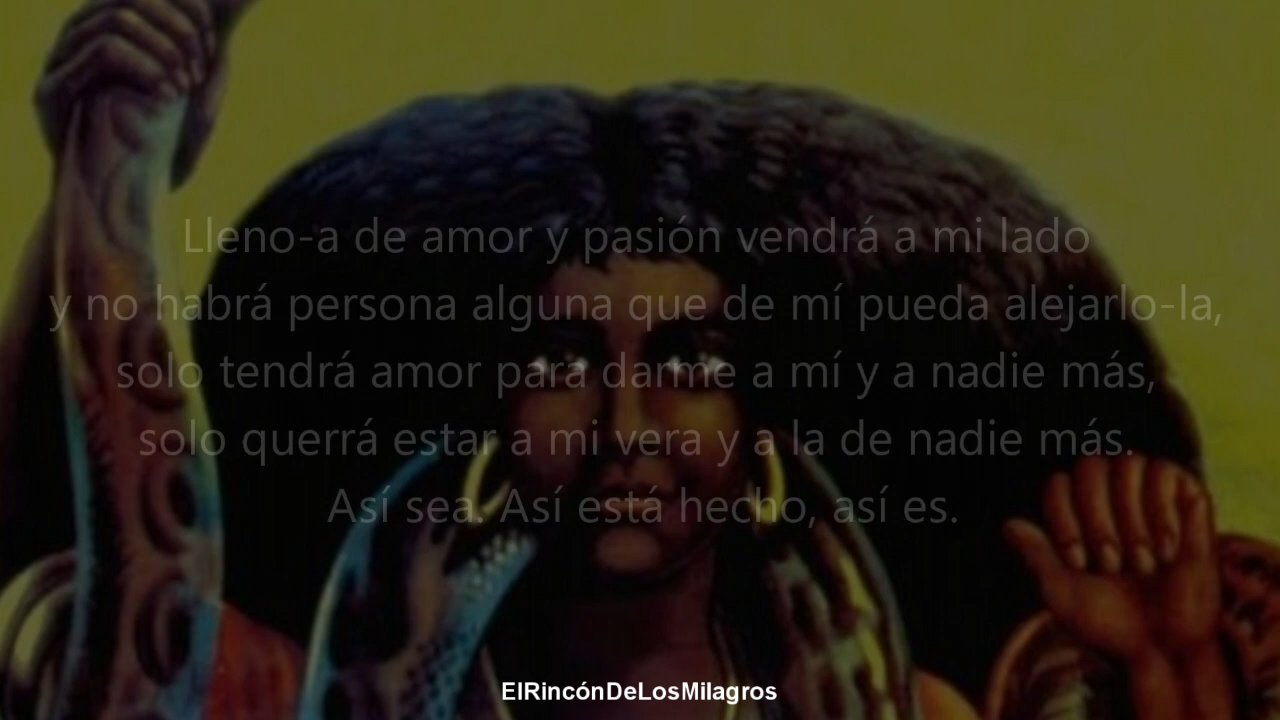 Lleno-a de amor y pasión vendrá a mi lado
y no habrá persona alguna que de mí pueda alejarlo-la,
solo tendrá amor para darme a mí y a nadie más,
solo querrá estar a mi vera y a la de nadie más.
Así sea. Así está hecho, así es.
ElRincónDeLosMilagros